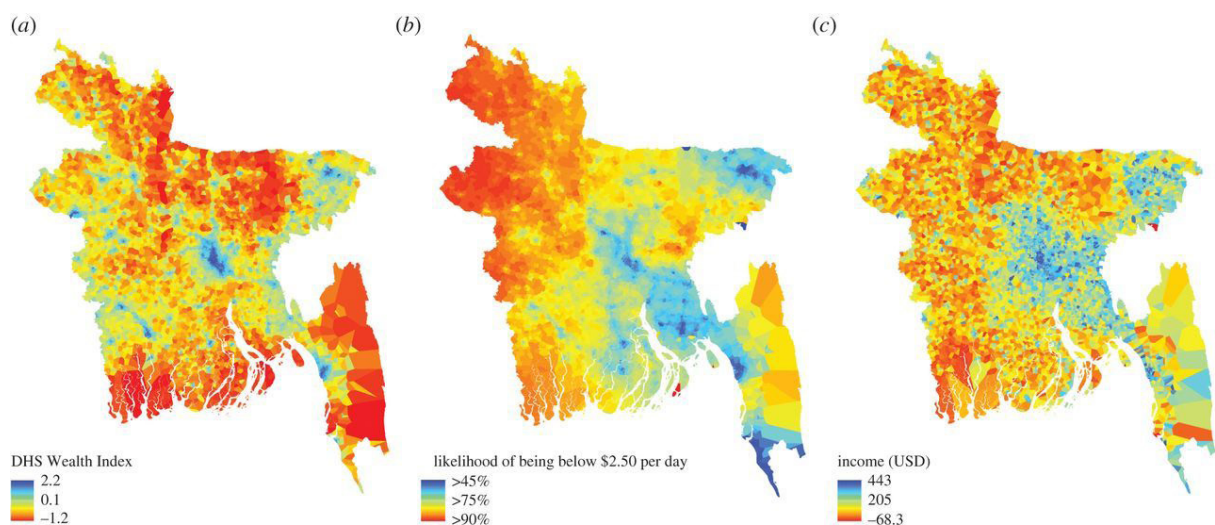 (a)
(b)
(c)
DHS Wealth Index
2.2
0.1
–1.2
likelihood of being below $2.50 per day
>45%
>75%
>90%
income (USD)
443
205
–68.3